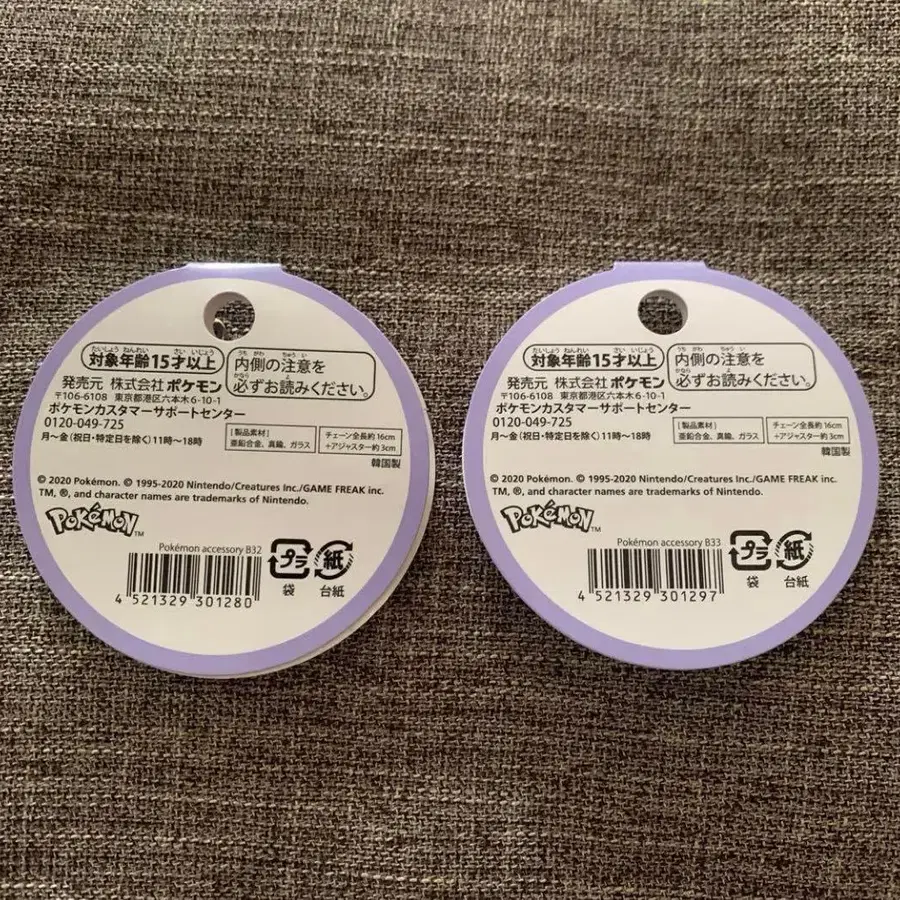 たいしょう ねんれい さい いじょう
対象年齢15才以上
うち がわ ちゅう い
内側の注意を
かなら よ
必ずお読みください。
発売元 株式会社 ポケモン
〒106-6108 東京都港区六本木6-10-1
ポケモンカスタマーサポートセンター
0120-049-725
月〜金(祝日・特定日を除く)11時〜18時
[製品素材]
亜鉛合金、真鍮、ガラス
チェーン全長約16cm
+アジャスター約3cm
韓国製
© 2020 Pokémon. © 1995-2020 Nintendo/Creatures Inc./GAME FREAK inc.
TM, ®, and character names are trademarks of Nintendo.
POKéMON TM
Pokémon accessory B32
4 521329 301280
プラ
袋
紙
台紙
たいしょう ねんれい さい いじょう
対象年齢15才以上
うち がわ ちゅう い
内側の注意を
かなら よ
必ずお読みください。
発売元 株式会社 ポケモン
〒106-6108 東京都港区六本木6-10-1
ポケモンカスタマーサポートセンター
0120-049-725
月〜金(祝日・特定日を除く)11時〜18時
[製品素材]
亜鉛合金、真鍮、ガラス
チェーン全長約16cm
+アジャスター約3cm
韓国製
© 2020 Pokémon. © 1995-2020 Nintendo/Creatures Inc./GAME FREAK inc.
TM, ®, and character names are trademarks of Nintendo.
POKéMON TM
Pokémon accessory B33
4 521329 301297
プラ
袋
紙
台紙